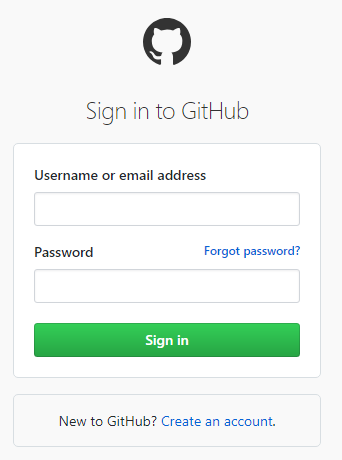 Sign in to GitHub
Username or email address
Password Forgot password?
Sign in
New to GitHub? Create an account.